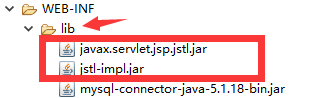 WEB-INF
lib
javax.servlet.jsp.jstl.jar
jstl-impl.jar
mysql-connector-java-5.1.18-bin.jar